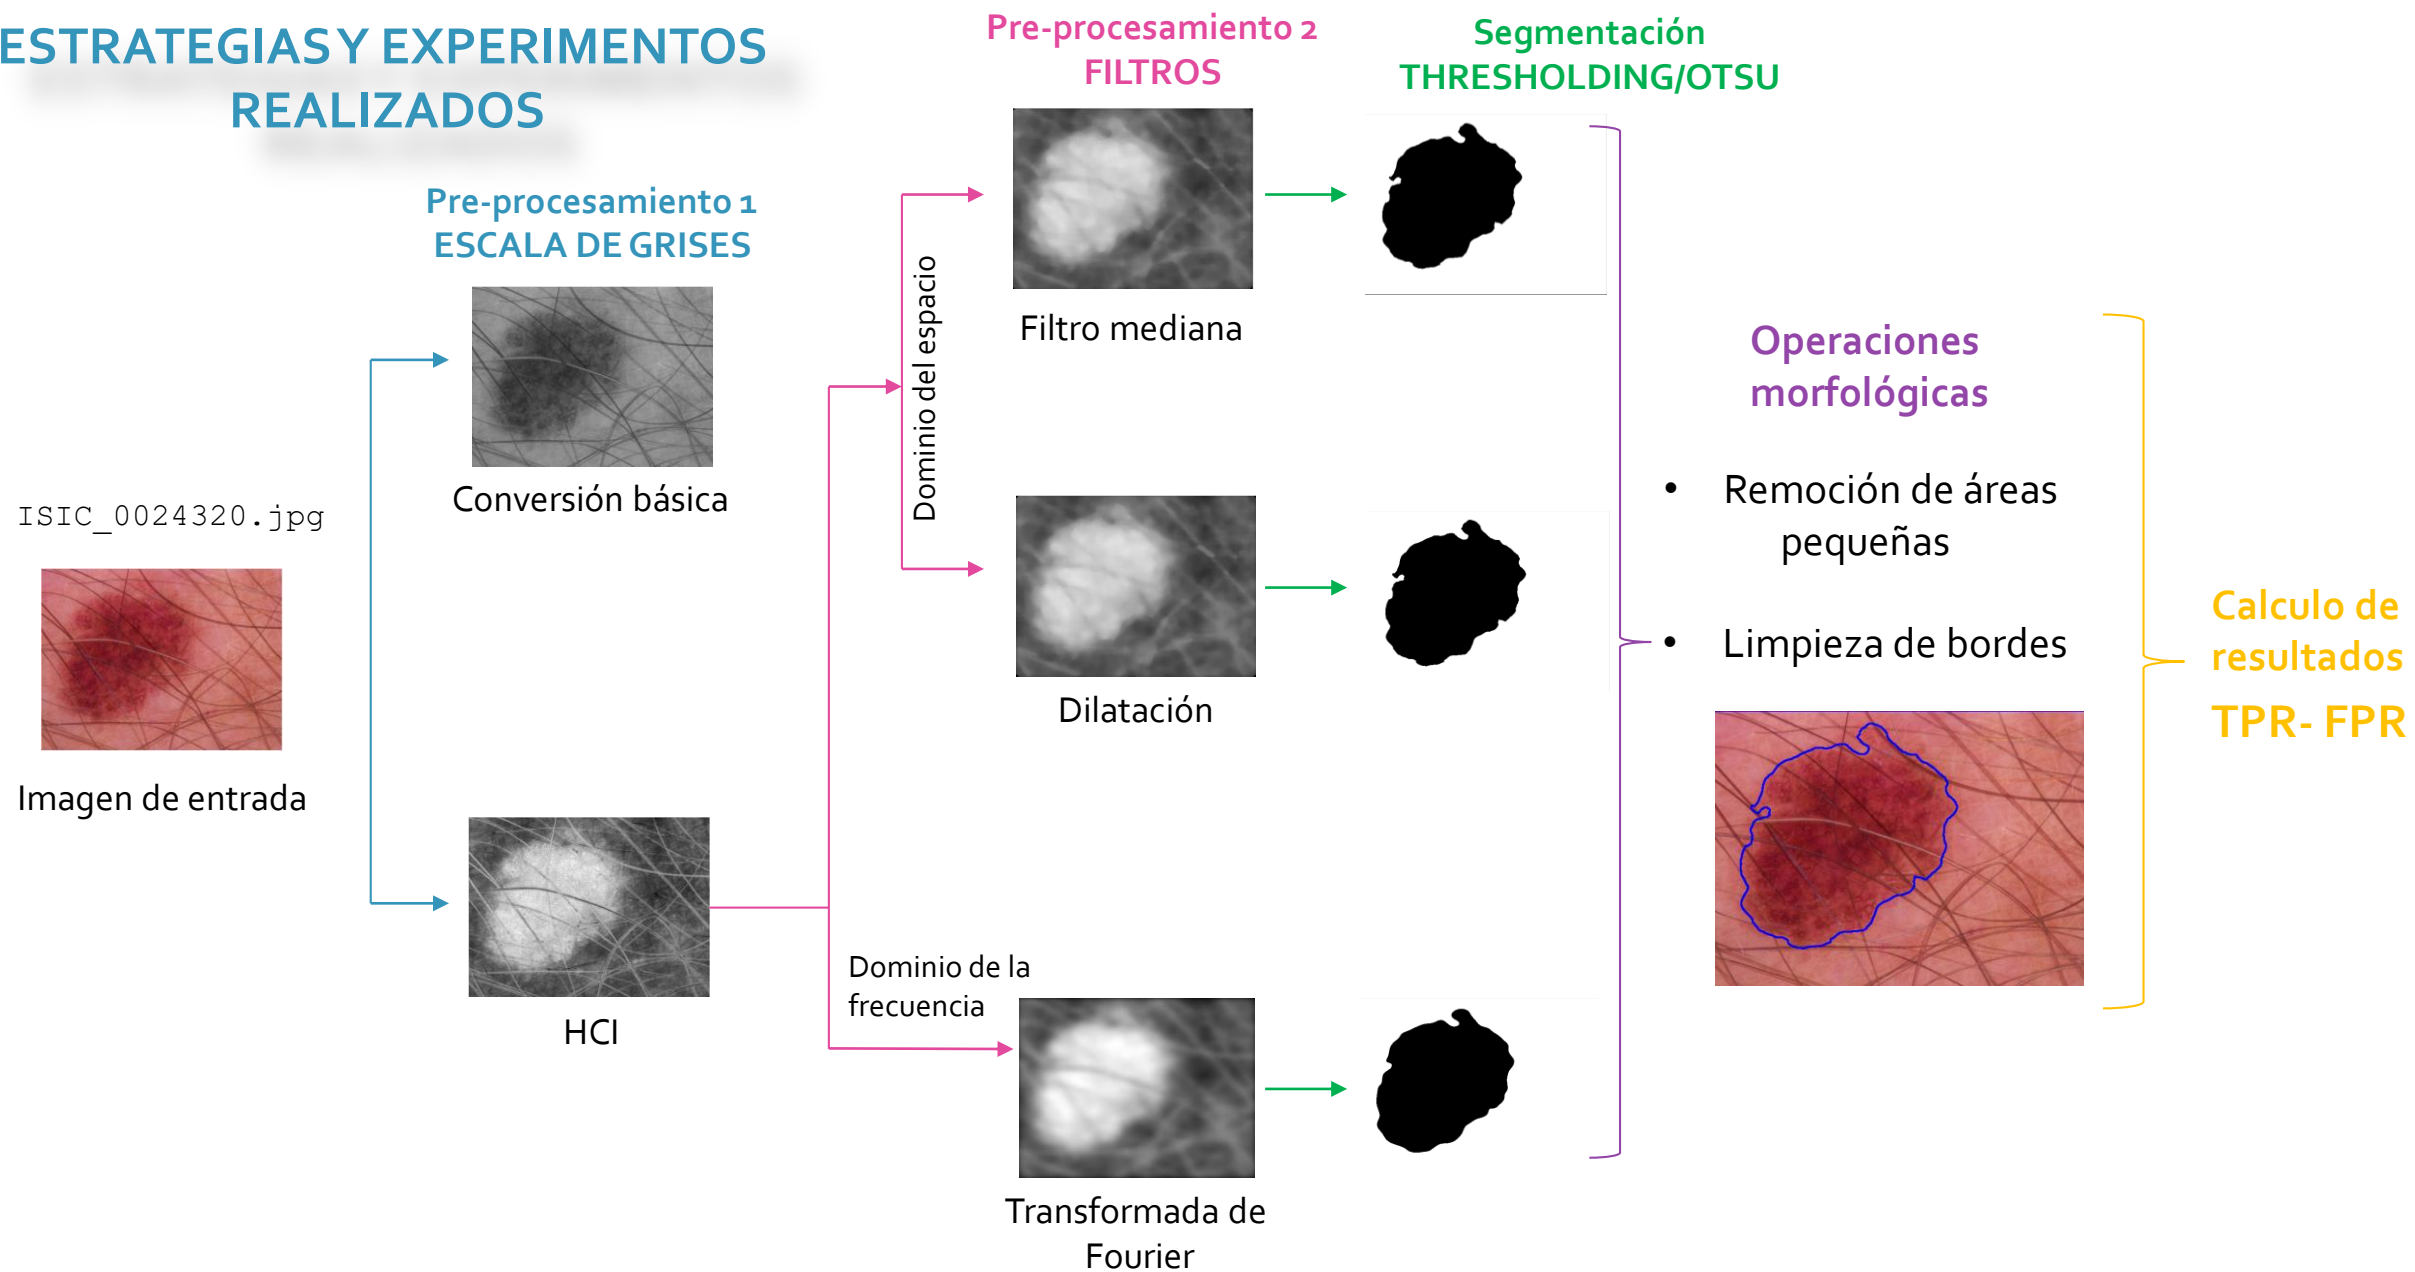 ESTRATEGIAS Y EXPERIMENTOS
REALIZADOS
ISIC_0024320.jpg
Imagen de entrada
Pre-procesamiento 1
ESCALA DE GRISES
Conversión básica
HCI
Pre-procesamiento 2
FILTROS
Dominio del espacio
Filtro mediana
Dilatación
Dominio de la
frecuencia
Transformada de
Fourier
Segmentación
THRESHOLDING/OTSU
Operaciones
morfológicas
• Remoción de áreas
pequeñas
• Limpieza de bordes
Calculo de
resultados
TPR- FPR